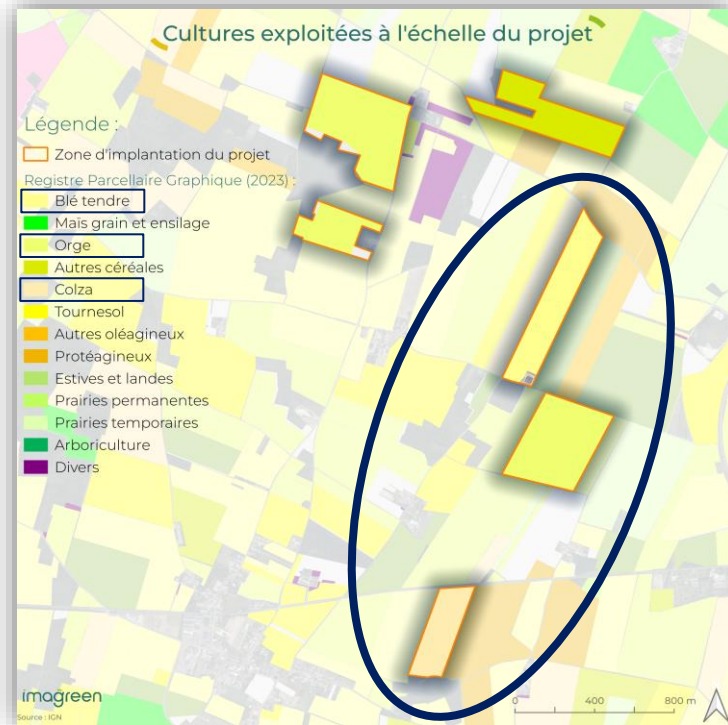 Cultures exploitées à l'échelle du projet
Légende :
Zone d'implantation du projet
Registre Parcellaire Graphique (2023) :
Blé tendre
Maïs grain et ensilage
Orge
Autres céréales
Colza
Tournesol
Autres oléagineux
Protéagineux
Estives et landes
Prairies permanentes
Prairies temporaires
Arboriculture
Divers
imagreen
Source : IGN
0 400 800 m